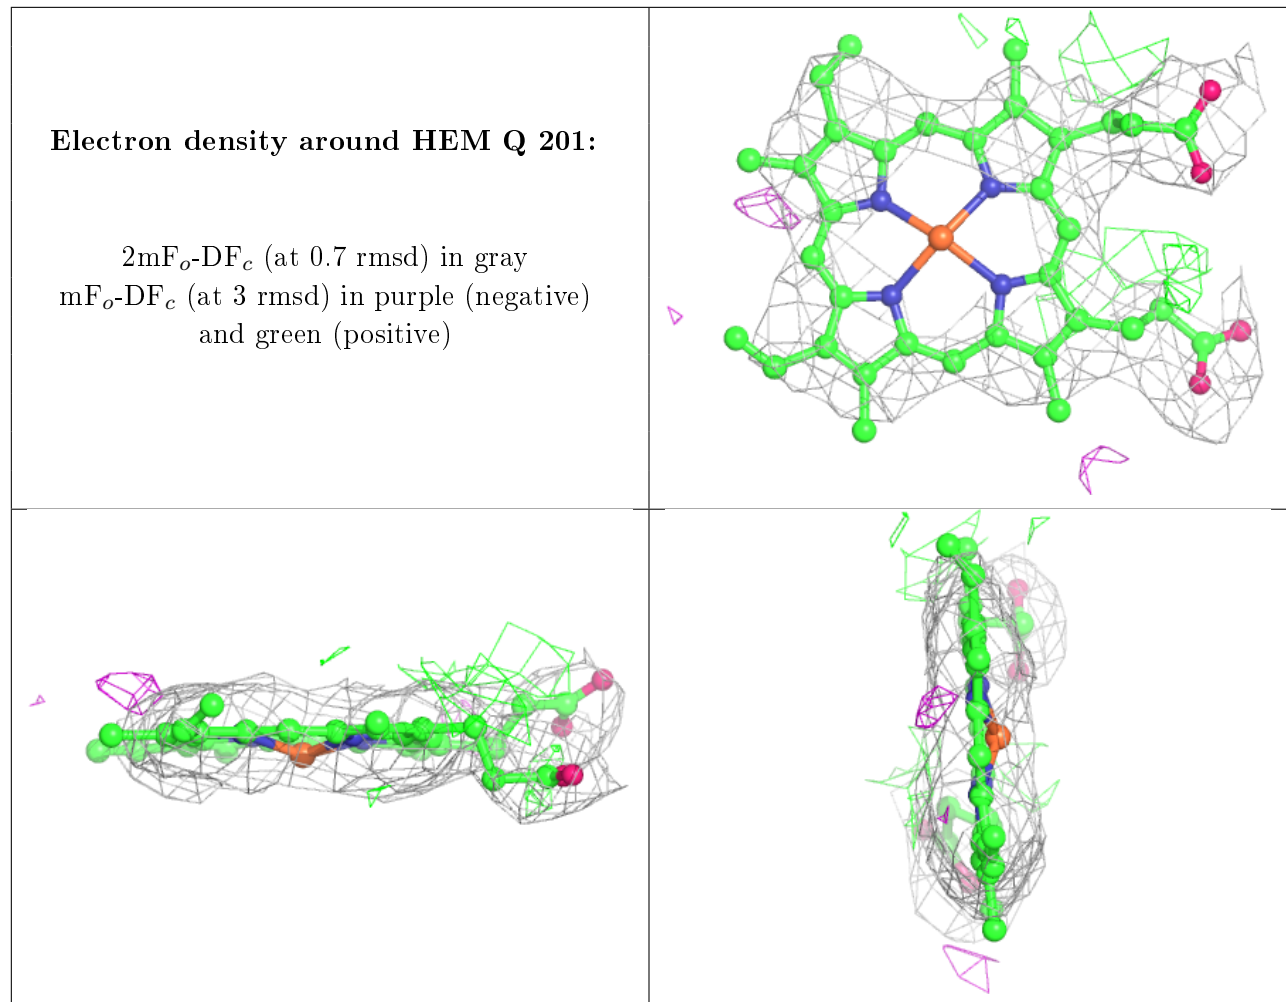 Electron density around HEM Q 201:
2mFₒ-DF𝒸 (at 0.7 rmsd) in gray
mFₒ-DF𝒸 (at 3 rmsd) in purple (negative)
and green (positive)